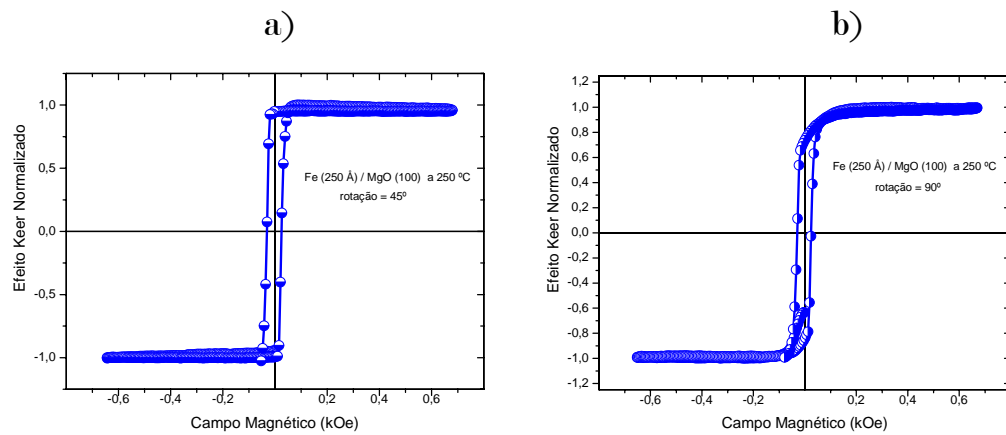 a)
1,0
0,5
0,0
-0,5
-1,0
Efeito Keer Normalizado
Fe (250 Å) / MgO (100) a 250 ºC
rotação = 45º
-0,6 -0,4 -0,2 0,0 0,2 0,4 0,6
Campo Magnético (kOe)
b)
1,2
1,0
0,8
0,6
0,4
0,2
0,0
-0,2
-0,4
-0,6
-0,8
-1,0
-1,2
Efeito Keer Normalizado
Fe (250 Å) / MgO (100) a 250 ºC
rotação = 90º
-0,6 -0,4 -0,2 0,0 0,2 0,4 0,6
Campo Magnético (kOe)